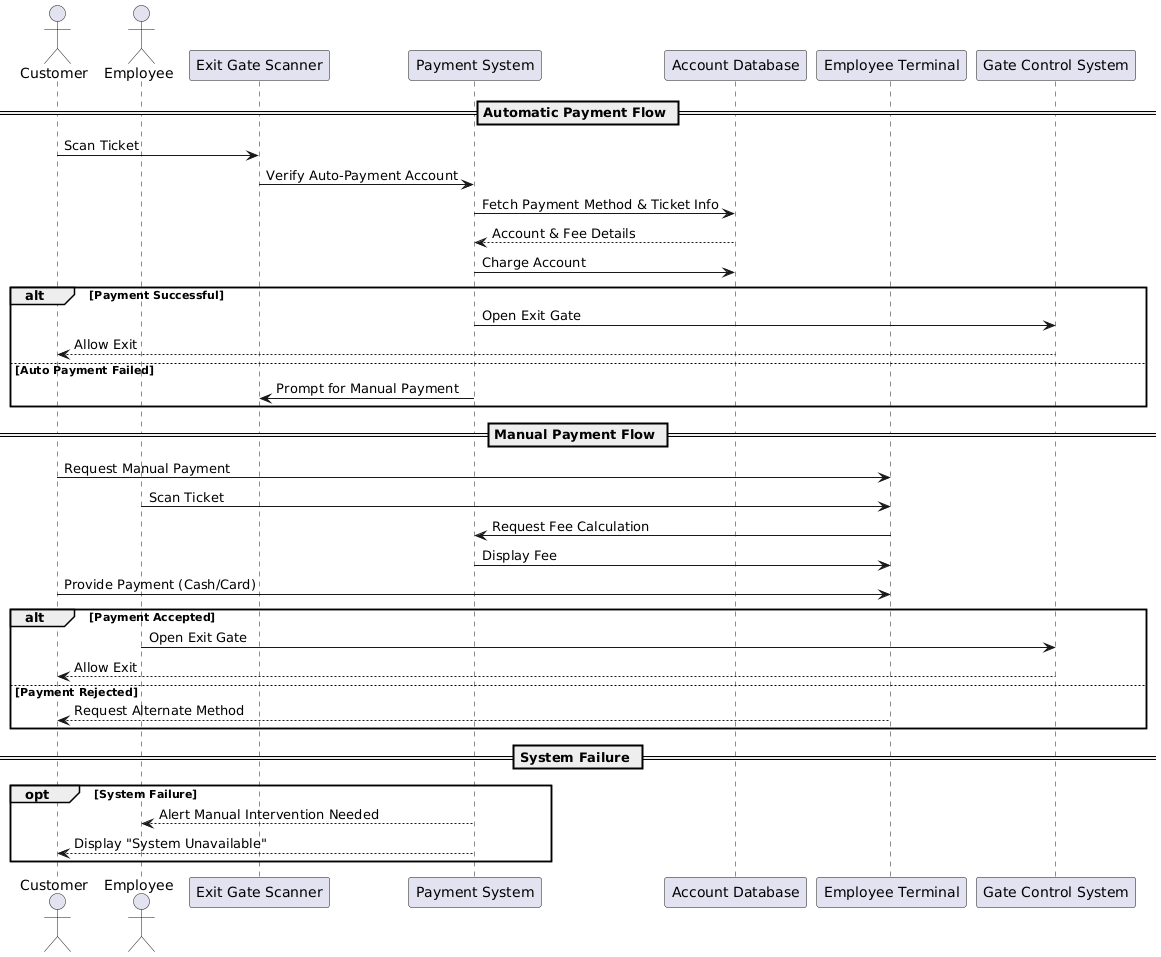 Customer
Employee
Exit Gate Scanner
Payment System
Account Database
Employee Terminal
Gate Control System
Automatic Payment Flow
Scan Ticket
Verify Auto-Payment Account
Fetch Payment Method & Ticket Info
Account & Fee Details
Charge Account
alt [Payment Successful]
Open Exit Gate
Allow Exit
[Auto Payment Failed]
Prompt for Manual Payment
Manual Payment Flow
Request Manual Payment
Scan Ticket
Request Fee Calculation
Display Fee
Provide Payment (Cash/Card)
alt [Payment Accepted]
Open Exit Gate
Allow Exit
[Payment Rejected]
Request Alternate Method
System Failure
opt [System Failure]
Alert Manual Intervention Needed
Display "System Unavailable"
Customer
Employee
Exit Gate Scanner
Payment System
Account Database
Employee Terminal
Gate Control System